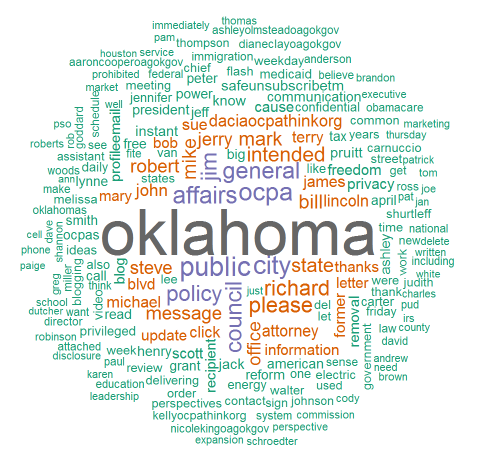 immediately thomas
pam ashleyolmsteadoagokgov
houston service thompson dianeclayoagokgov
aaroncooperoagokgov immigration weekday anderson
prohibited federal chief flash medicaid believe brandon
market email meeting peter safeunsubscribetm executive
schedule well jennifer power know cause communication obamacare
pso president jeff confidential marketing
goddard profile instant sue daciaocpathinkorg common
rob free bob jerry mark terry tax years thursday
roberts see van big intended pruitt carnuccio
assistant fite mike jim general like freedom street patrick
woods daily robert states james privacy get tom
ann lynne john affairs ocpa bill lincoln april ross joe
make mary pat jan
melissa shurtleff
oklahomas smith oklahoma time national
cell dave ocpas ashley newdelete
phone shannon ideas work written
paige also steve public city state thanks were including
greg miller call blvd judith white
blogging think blog lee richard letter thank charles
school video michael policy just please del former removal carter pud
dutcher want read message council let friday irs
director privileged update click office attorney law county
robinson attached week henry scott recipient information government david
disclosure paul review grant jack american sense andrew
karen delivering reform one electric need
education order energy walter used brown
leadership perspectives contact sign johnson cody
kellyocpathinkorg system commission
nicolekingoagokgov perspective
expansion schroedter